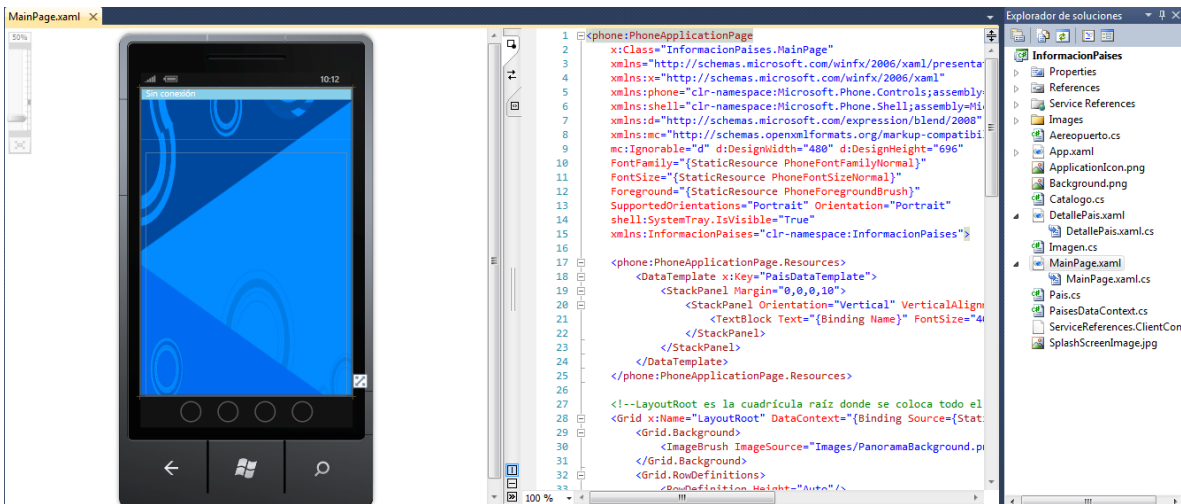 MainPage.xaml
50%
10:12
Sin conexión
1 <phone:PhoneApplicationPage
2 x:Class="InformacionPaises.MainPage"
3 xmlns="http://schemas.microsoft.com/winfx/2006/xaml/presenta
4 xmlns:x="http://schemas.microsoft.com/winfx/2006/xaml"
5 xmlns:phone="clr-namespace:Microsoft.Phone.Controls;assembly=
6 xmlns:shell="clr-namespace:Microsoft.Phone.Shell;assembly=Mi
7 xmlns:d="http://schemas.microsoft.com/expression/blend/2008"
8 xmlns:mc="http://schemas.openxmlformats.org/markup-compatibi
9 mc:Ignorable="d" d:DesignWidth="480" d:DesignHeight="696"
10 FontFamily="{StaticResource PhoneFontFamilyNormal}"
11 FontSize="{StaticResource PhoneFontSizeNormal}"
12 Foreground="{StaticResource PhoneForegroundBrush}"
13 SupportedOrientations="Portrait" Orientation="Portrait"
14 shell:SystemTray.IsVisible="True"
15 xmlns:InformacionPaises="clr-namespace:InformacionPaises">
16
17 <phone:PhoneApplicationPage.Resources>
18 <DataTemplate x:Key="PaisDataTemplate">
19 <StackPanel Margin="0,0,0,10">
20 <StackPanel Orientation="Vertical" VerticalAlignm
21 <TextBlock Text="{Binding Name}" FontSize="40
22 </StackPanel>
23 </StackPanel>
24 </DataTemplate>
25 </phone:PhoneApplicationPage.Resources>
26
27 <!--LayoutRoot es la cuadrícula raíz donde se coloca todo el
28 <Grid x:Name="LayoutRoot" DataContext="{Binding Source={Stat
29 <Grid.Background>
30 <ImageBrush ImageSource="Images/PanoramaBackground.pn
31 </Grid.Background>
32 <Grid.RowDefinitions>
33 <RowDefinition Height="Auto"/>
100 %
Explorador de soluciones
InformacionPaises
Properties
References
Service References
Images
Aereopuerto.cs
App.xaml
ApplicationIcon.png
Background.png
Catalogo.cs
DetallePais.xaml
DetallePais.xaml.cs
Imagen.cs
MainPage.xaml
MainPage.xaml.cs
Pais.cs
PaisesDataContext.cs
ServiceReferences.ClientCon
SplashScreenImage.jpg